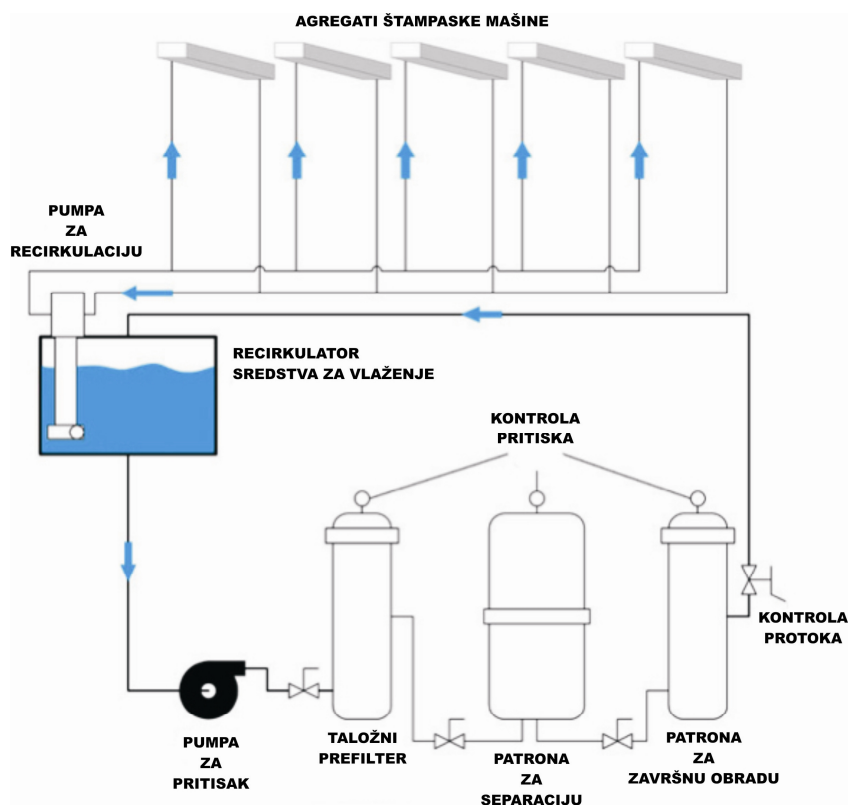 AGREGATI ŠTAMPASKE MAŠINE
PUMPA
ZA
RECIRKULACIJU
RECIRKULATOR
SREDSTVA ZA VLAŽENJE
KONTROLA
PRITISKA
KONTROLA
PROTOKA
PUMPA
ZA
PRITISAK
TALOŽNI
PREFILTER
PATRONA
ZA
SEPARACIJU
PATRONA
ZA
ZAVRŠNU OBRADU